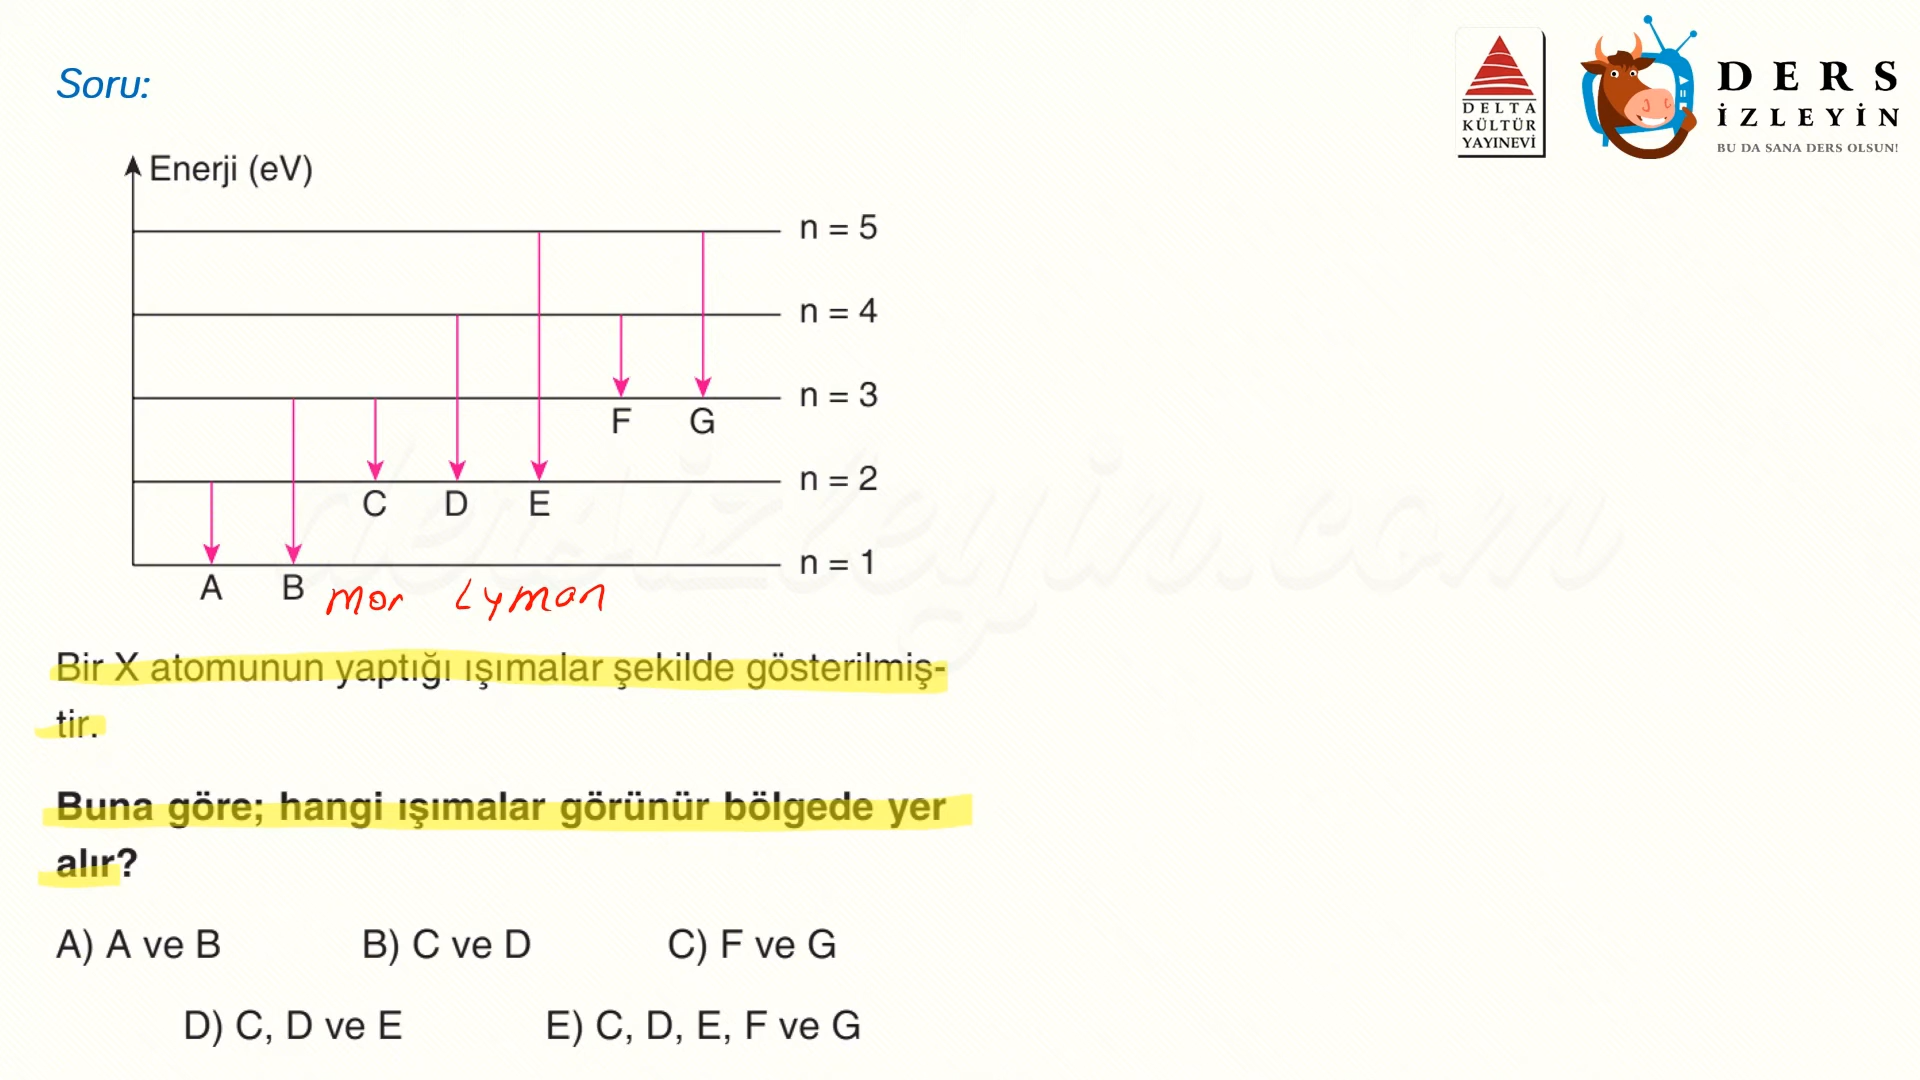 Soru:
DELTA
KÜLTÜR
YAYINEVİ
DERS
İZLEYİN
BU DA SANA DERS OLSUN!
Enerji (eV)
n = 5
n = 4
n = 3
F G
n = 2
C D E
n = 1
A B mor Lyman
dersizleyin.com
Bir X atomunun yaptığı ışımalar şekilde gösterilmiş-
tir.
Buna göre; hangi ışımalar görünür bölgede yer
alır?
A) A ve B B) C ve D C) F ve G
D) C, D ve E E) C, D, E, F ve G